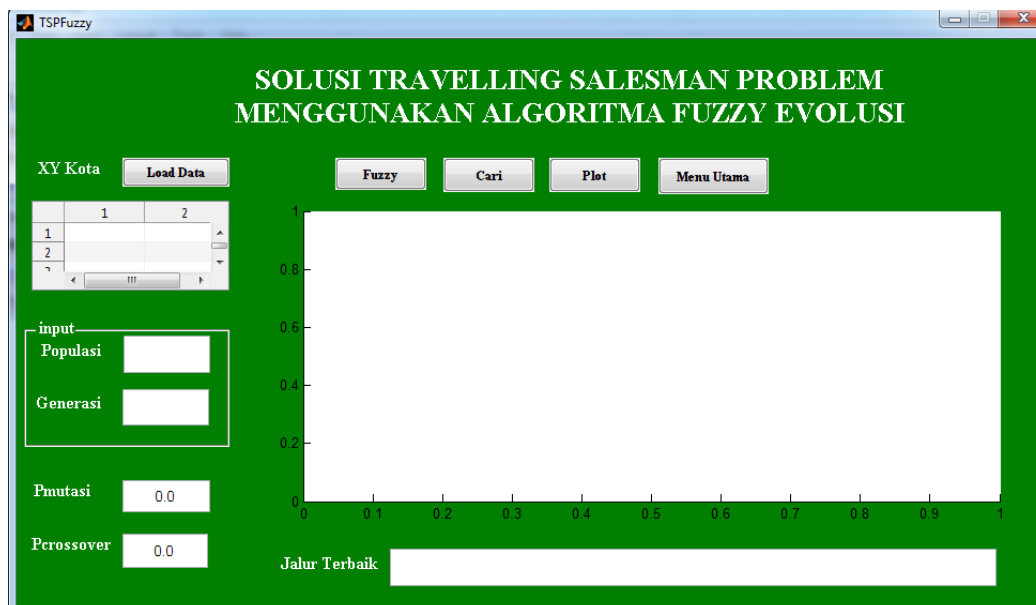 TSPFuzzy
SOLUSI TRAVELLING SALESMAN PROBLEM
MENGGUNAKAN ALGORITMA FUZZY EVOLUSI
XY Kota
Load Data
Fuzzy
Cari
Plot
Menu Utama
1 2
1
2
input
Populasi
Generasi
Pmutasi
0.0
Pcrossover
0.0
1
0.8
0.6
0.4
0.2
0
0 0.1 0.2 0.3 0.4 0.5 0.6 0.7 0.8 0.9 1
Jalur Terbaik